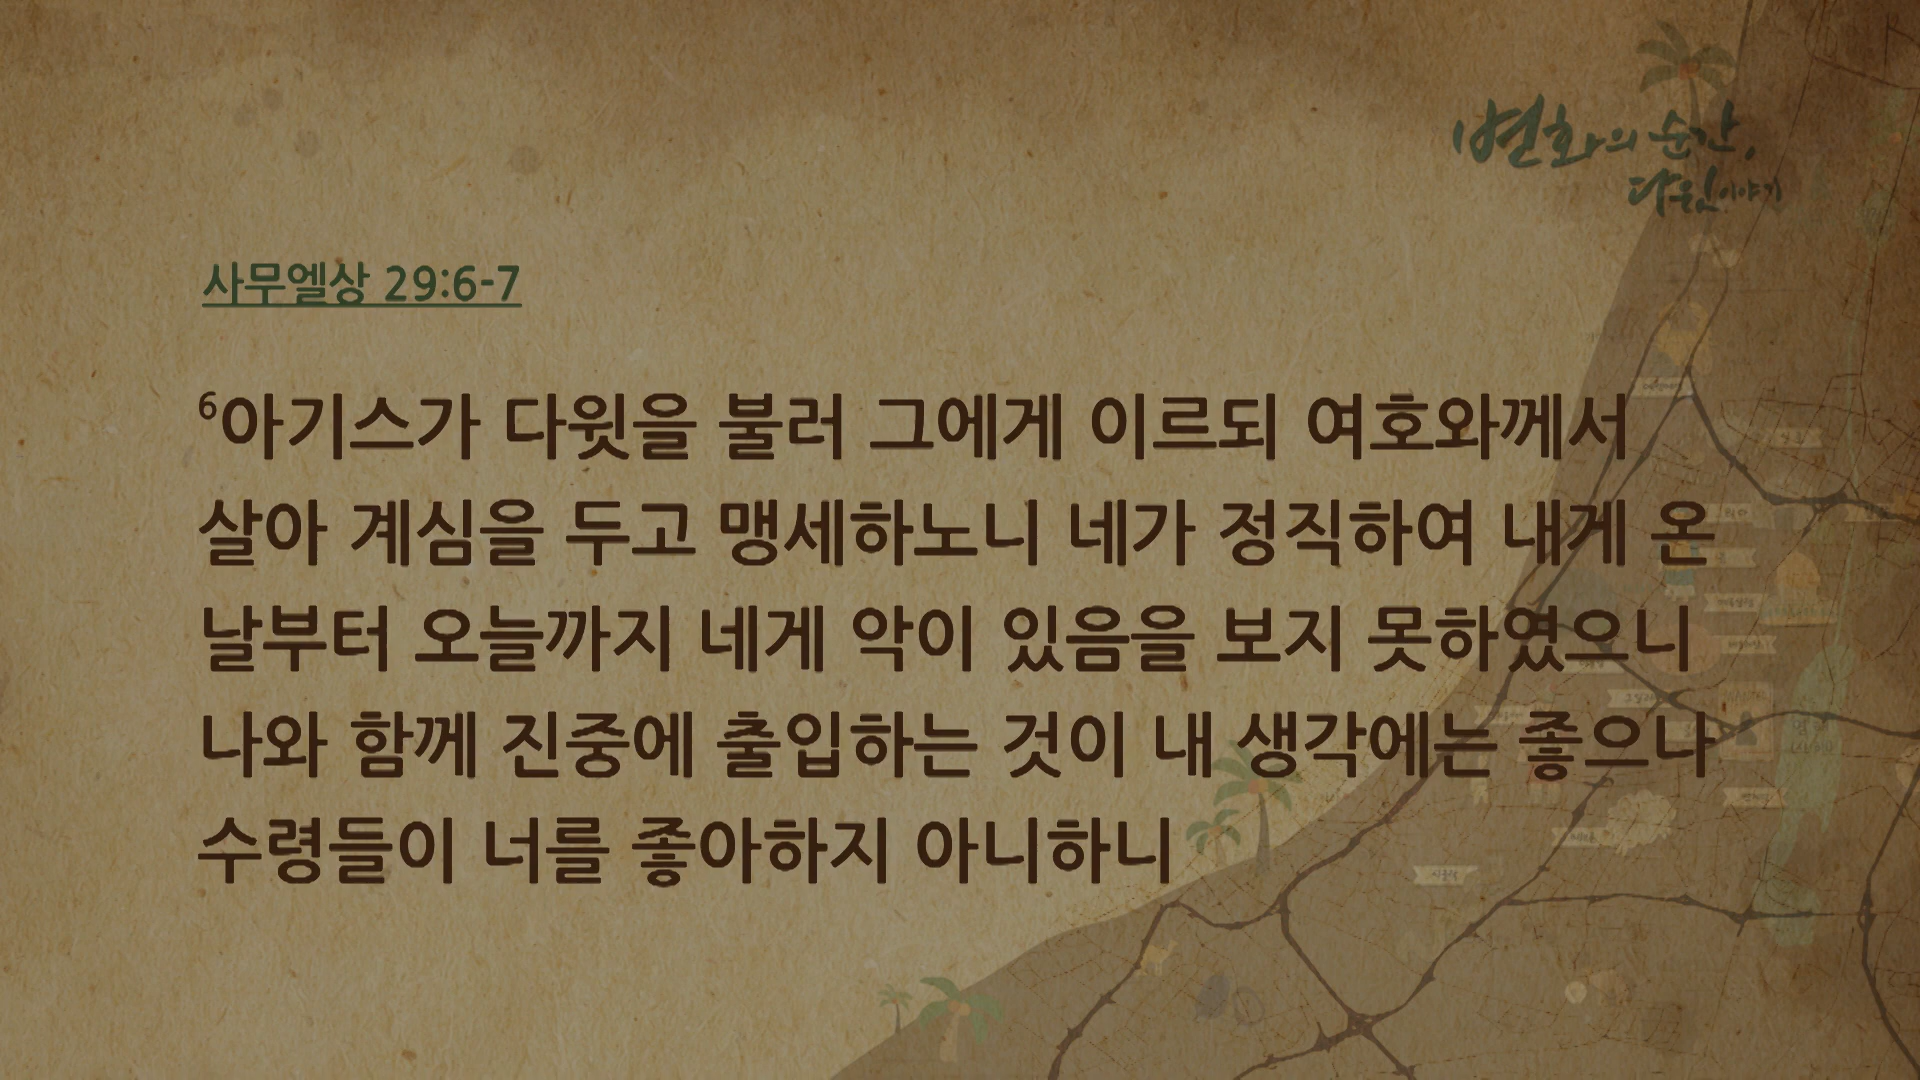 변화의 순간,
다윗이야기
사무엘상 29:6-7
6아기스가 다윗을 불러 그에게 이르되 여호와께서
살아 계심을 두고 맹세하노니 네가 정직하여 내게 온
날부터 오늘까지 네게 악이 있음을 보지 못하였으니
나와 함께 진중에 출입하는 것이 내 생각에는 좋으나
수령들이 너를 좋아하지 아니하니